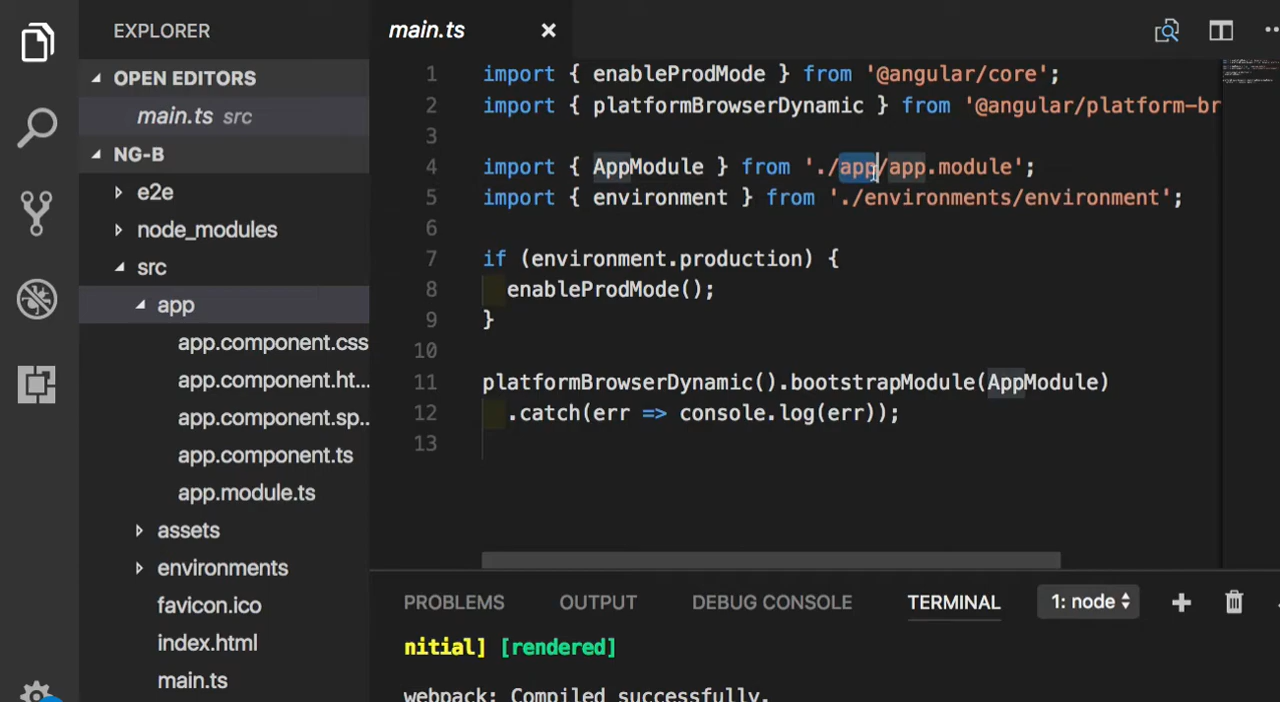 EXPLORER
OPEN EDITORS
main.ts src
NG-B
e2e
node_modules
src
app
app.component.css
app.component.ht...
app.component.sp...
app.component.ts
app.module.ts
assets
environments
favicon.ico
index.html
main.ts
main.ts
1 import { enableProdMode } from '@angular/core';
2 import { platformBrowserDynamic } from '@angular/platform-br
3
4 import { AppModule } from './app/app.module';
5 import { environment } from './environments/environment';
6
7 if (environment.production) {
8 enableProdMode();
9 }
10
11 platformBrowserDynamic().bootstrapModule(AppModule)
12 .catch(err => console.log(err));
13
PROBLEMS OUTPUT DEBUG CONSOLE TERMINAL 1: node
nitial] [rendered]
webpack: Compiled successfully.